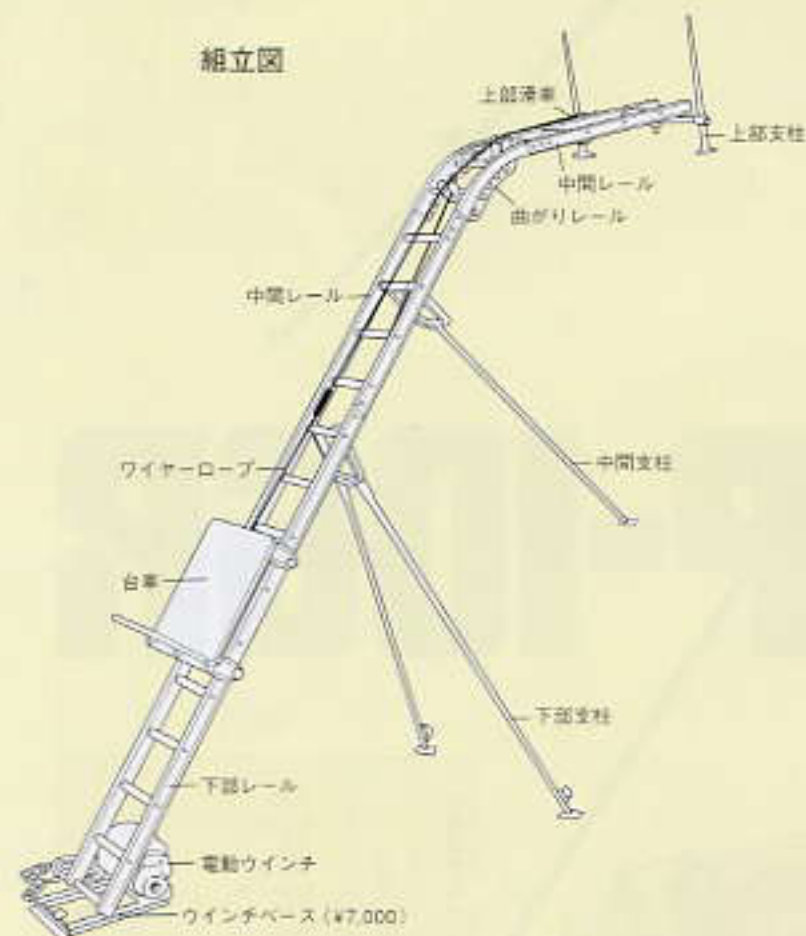 組立図
上部滑車
上部支柱
中間レール
曲がりレール
中間レール
ワイヤーロープ
中間支柱
台車
下部支柱
下部レール
電動ウインチ
ウインチベース(¥7,000)